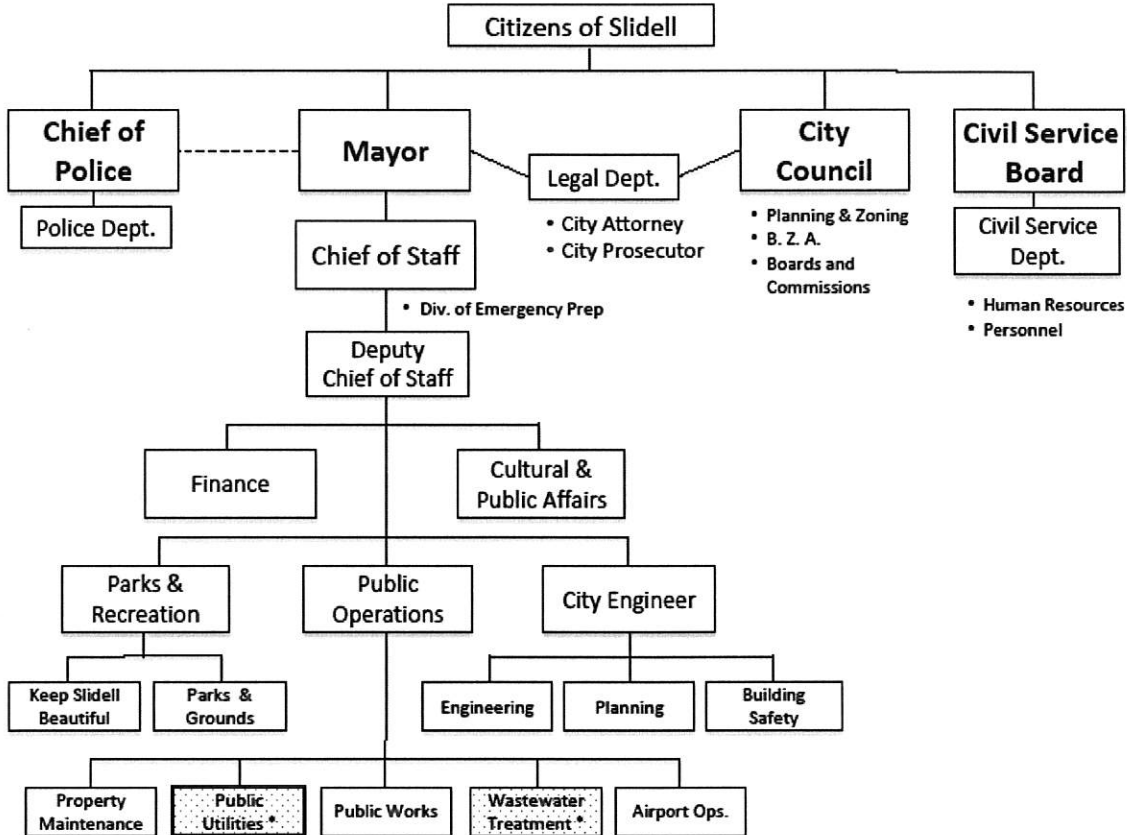 Citizens of Slidell
Chief of
Police
Mayor
City
Council
Civil Service
Board
Legal Dept.
Police Dept.
• City Attorney
• City Prosecutor
• Planning & Zoning
• B. Z. A.
• Boards and
Commissions
Civil Service
Dept.
• Human Resources
• Personnel
Chief of Staff
• Div. of Emergency Prep
Deputy
Chief of Staff
Finance
Cultural &
Public Affairs
Parks &
Recreation
Public
Operations
City Engineer
Keep Slidell
Beautiful
Parks &
Grounds
Engineering
Planning
Building
Safety
Property
Maintenance
Public
Utilities •
Public Works
Wastewater
Treatment •
Airport Ops.